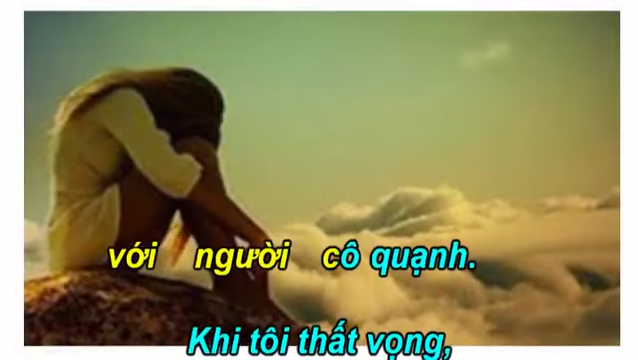 với người cô quạnh.
Khi tôi thất vọng,